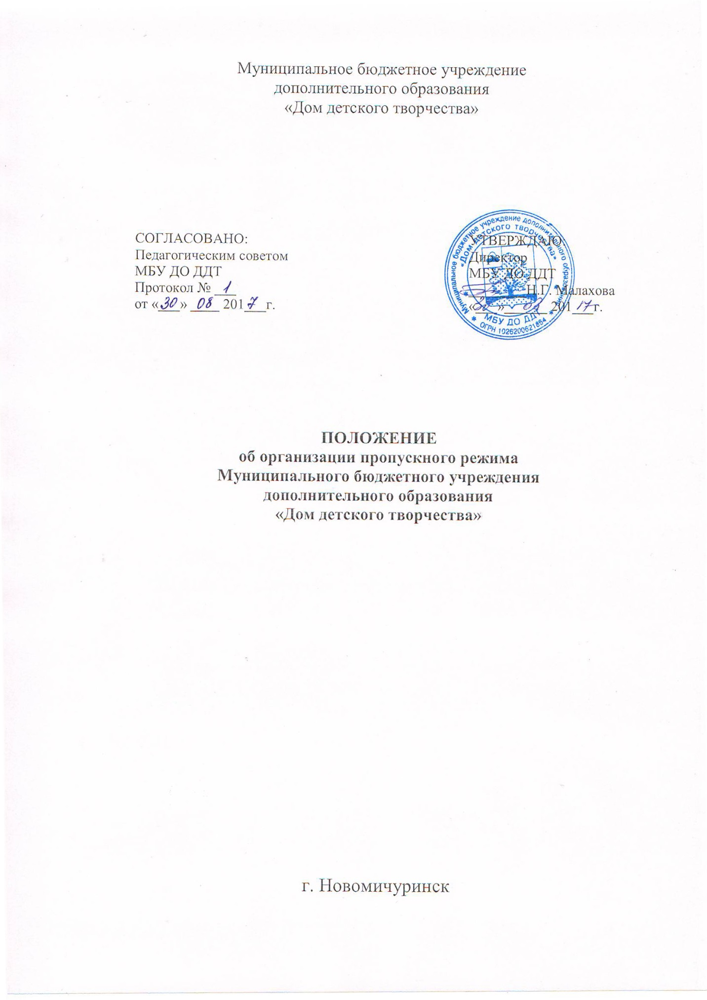 Муниципальное бюджетное учреждение
дополнительного образования
«Дом детского творчества»
СОГЛАСОВАНО:
Педагогическим советом
МБУ ДО ДДТ
Протокол № 1
от «30» 08 2017г.
УТВЕРЖДАЮ:
Директор
МБУ ДО ДДТ
Н.Г. Малахова
«30» 08 20117г.
Муниципальное бюджетное учреждение дополнительного образования
«Дом детского творчества»
МБУ ДО ДДТ
ОГРН 1026200621864
ПОЛОЖЕНИЕ
об организации пропускного режима
Муниципального бюджетного учреждения
дополнительного образования
«Дом детского творчества»
г. Новомичуринск